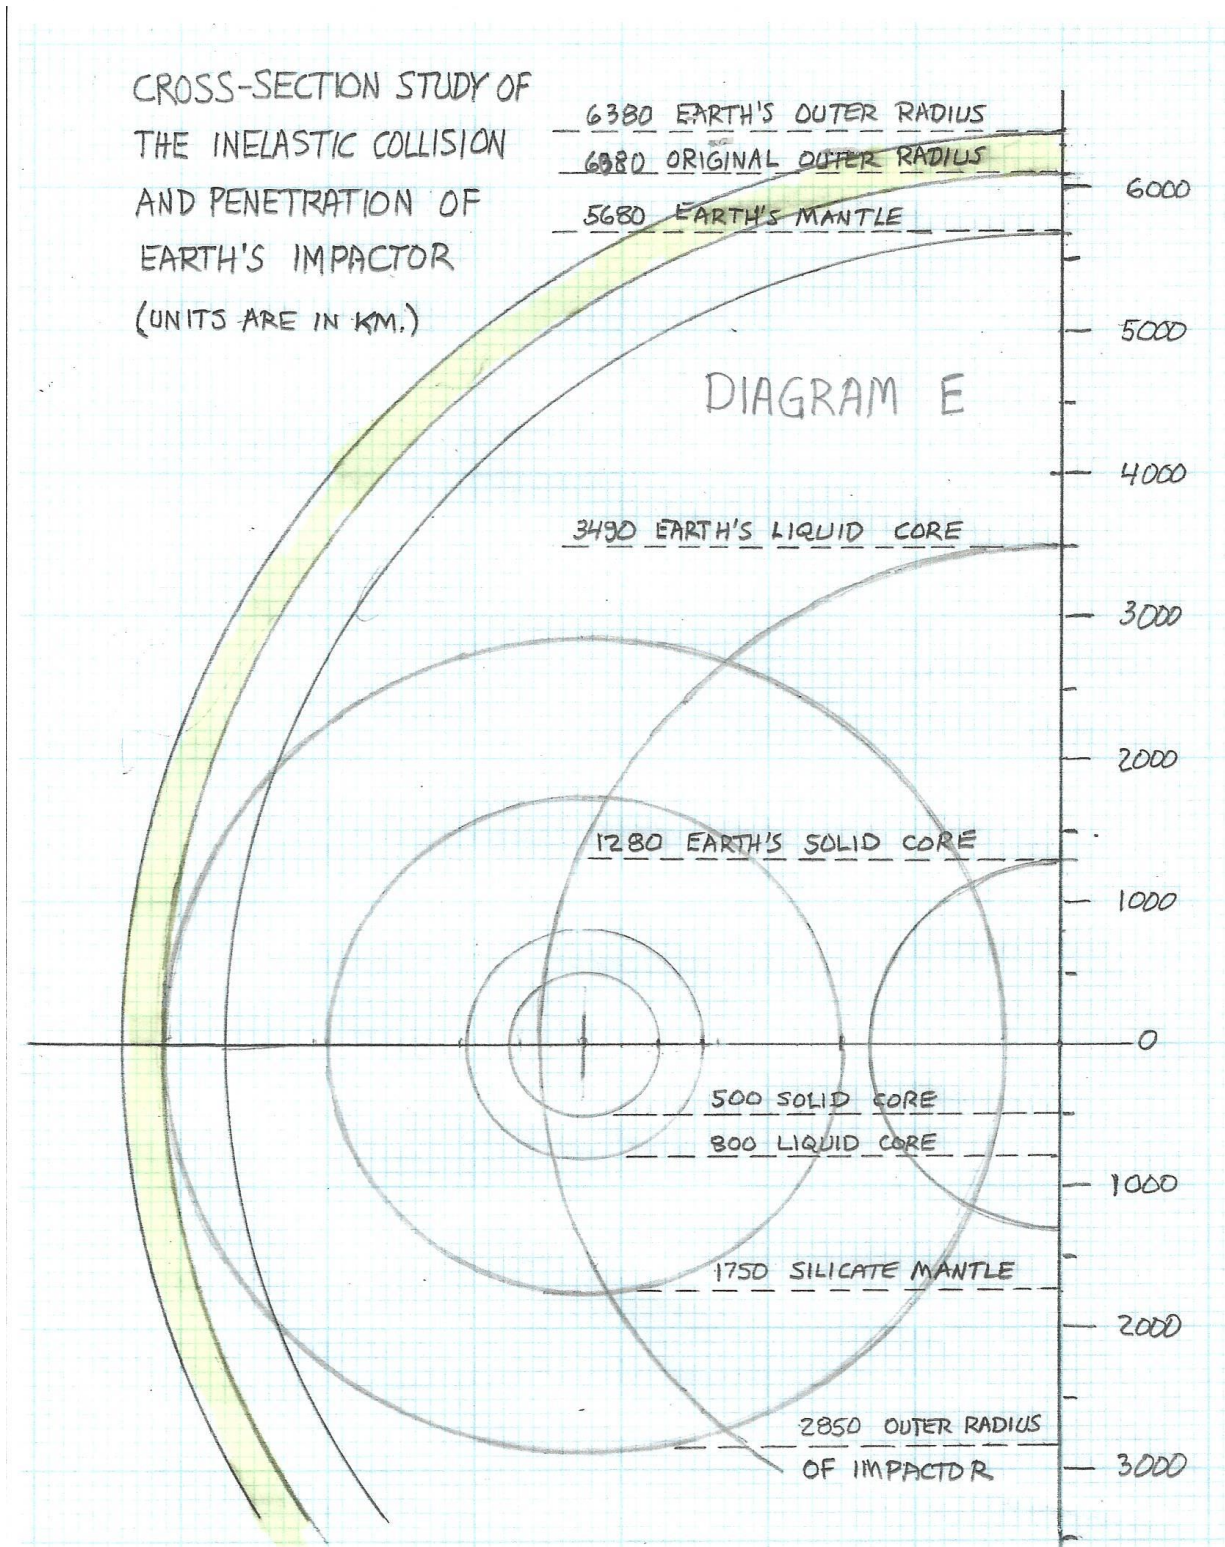 CROSS-SECTION STUDY OF
THE INELASTIC COLLISION
AND PENETRATION OF
EARTH'S IMPACTOR
(UNITS ARE IN KM.)
6380 EARTH'S OUTER RADIUS
6080 ORIGINAL OUTER RADIUS
6000
5680 EARTH'S MANTLE
5000
DIAGRAM E
4000
3490 EARTH'S LIQUID CORE
3000
2000
1280 EARTH'S SOLID CORE
1000
0
500 SOLID CORE
800 LIQUID CORE
1000
1750 SILICATE MANTLE
2000
2850 OUTER RADIUS
OF IMPACTOR
3000